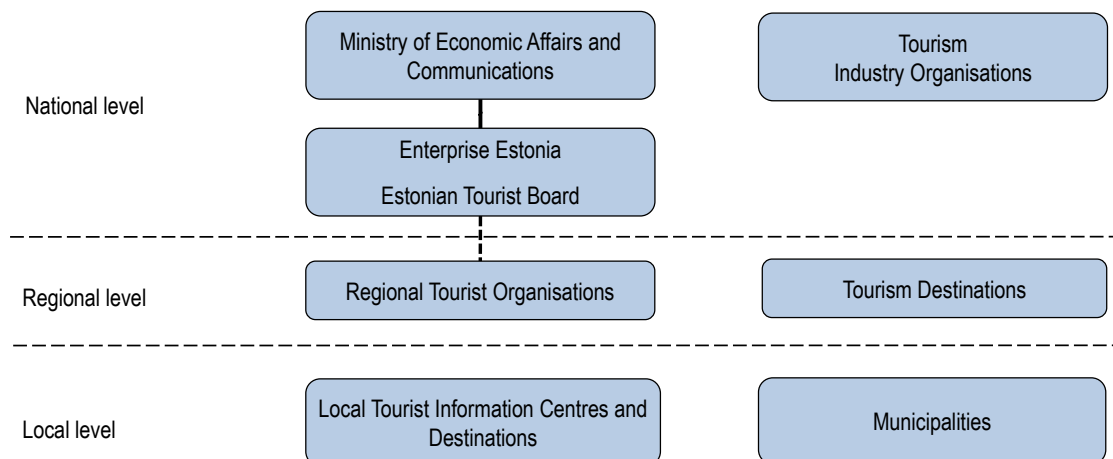 Ministry of Economic Affairs and
Communications
Tourism
Industry Organisations
National level
Enterprise Estonia
Estonian Tourist Board
Regional level
Regional Tourist Organisations
Tourism Destinations
Local level
Local Tourist Information Centres and
Destinations
Municipalities